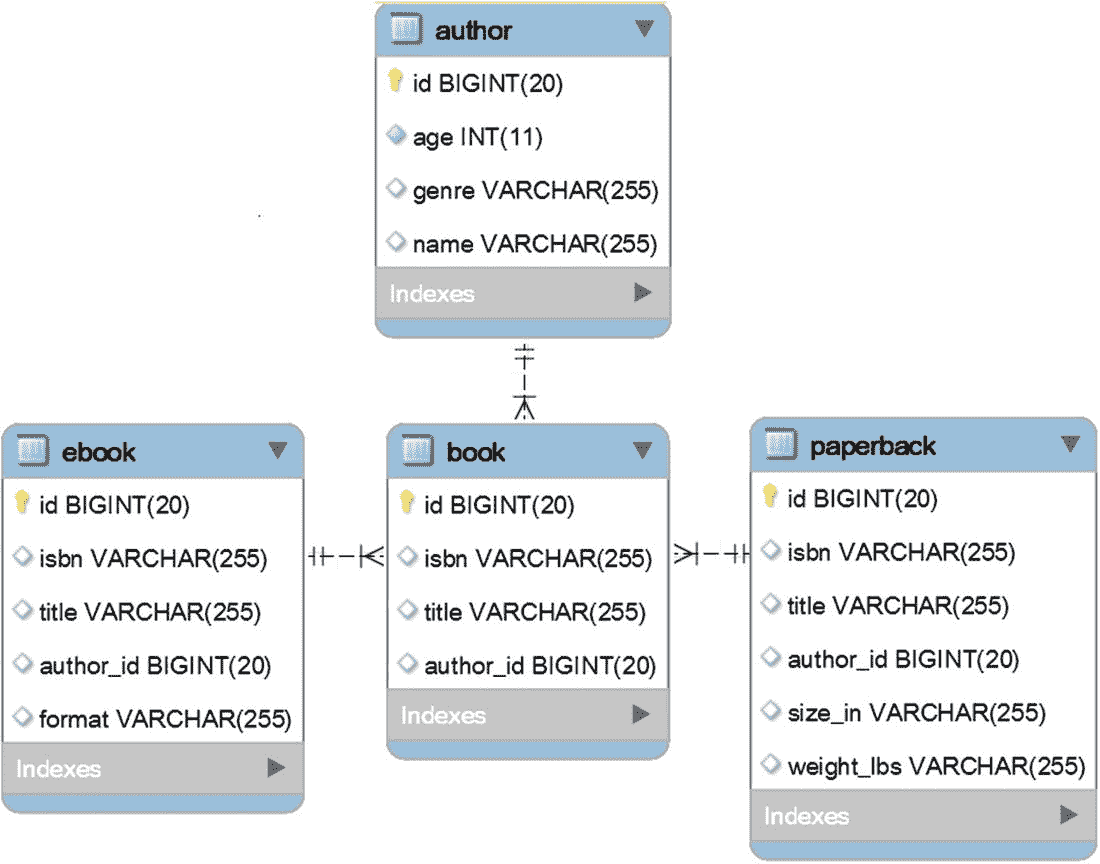 author
id BIGINT(20)
age INT(11)
genre VARCHAR(255)
name VARCHAR(255)
Indexes
ebook
id BIGINT(20)
isbn VARCHAR(255)
title VARCHAR(255)
author_id BIGINT(20)
format VARCHAR(255)
Indexes
book
id BIGINT(20)
isbn VARCHAR(255)
title VARCHAR(255)
author_id BIGINT(20)
Indexes
paperback
id BIGINT(20)
isbn VARCHAR(255)
title VARCHAR(255)
author_id BIGINT(20)
size_in VARCHAR(255)
weight_lbs VARCHAR(255)
Indexes